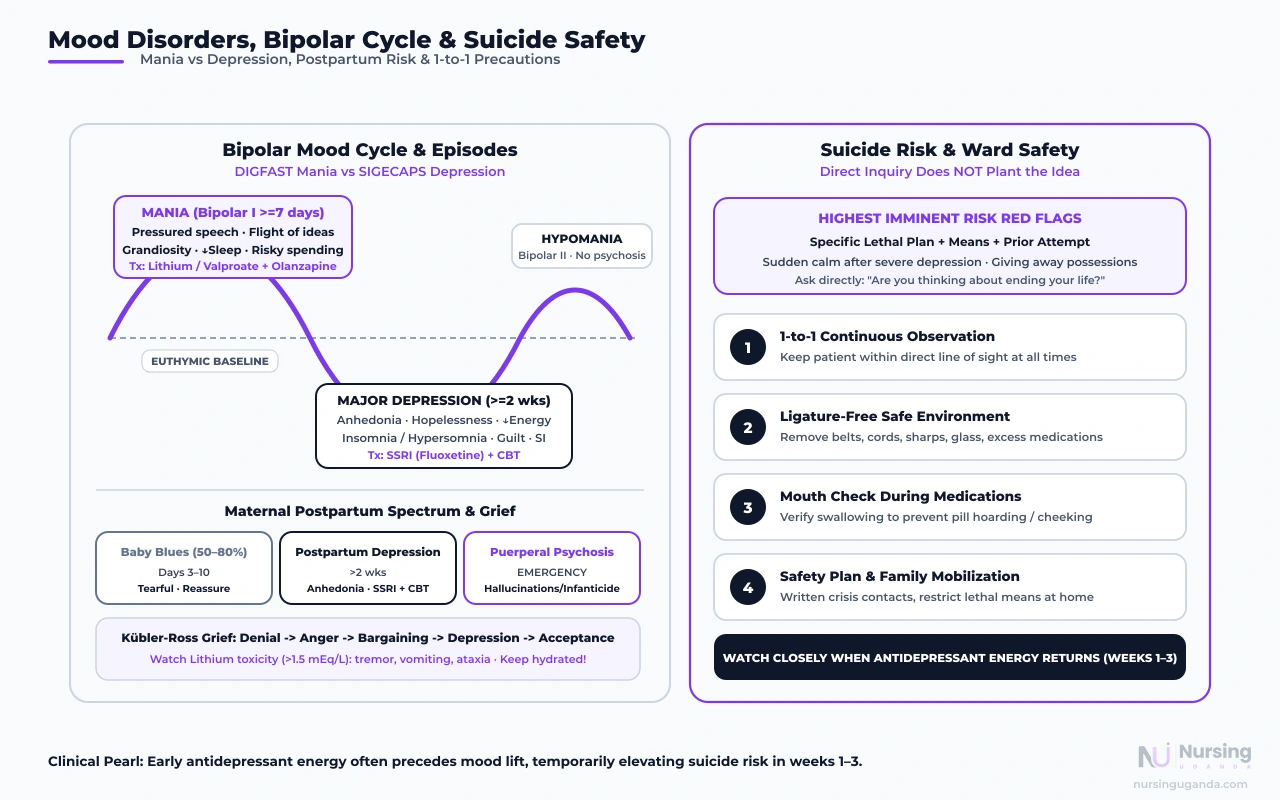 Mood Disorders, Bipolar Cycle & Suicide Safety
Mania vs Depression, Postpartum Risk & 1-to-1 Precautions
Bipolar Mood Cycle & Episodes
DIGFAST Mania vs SIGECAPS Depression
MANIA (Bipolar I >=7 days)
Pressured speech · Flight of ideas
Grandiosity · ↓Sleep · Risky spending
Tx: Lithium / Valproate + Olanzapine
HYPOMANIA
Bipolar II · No psychosis
EUTHYMIC BASELINE
MAJOR DEPRESSION (>=2 wks)
Anhedonia · Hopelessness · ↓Energy
Insomnia / Hypersomnia · Guilt · SI
Tx: SSRI (Fluoxetine) + CBT
Maternal Postpartum Spectrum & Grief
Baby Blues (50–80%)
Days 3–10
Tearful · Reassure
Postpartum Depression
>2 wks
Anhedonia · SSRI + CBT
Puerperal Psychosis
EMERGENCY
Hallucinations/Infanticide
Kübler-Ross Grief: Denial -> Anger -> Bargaining -> Depression -> Acceptance
Watch Lithium toxicity (>1.5 mEq/L): tremor, vomiting, ataxia · Keep hydrated!
Suicide Risk & Ward Safety
Direct Inquiry Does NOT Plant the Idea
HIGHEST IMMINENT RISK RED FLAGS
Specific Lethal Plan + Means + Prior Attempt
Sudden calm after severe depression · Giving away possessions
Ask directly: "Are you thinking about ending your life?"
1
1-to-1 Continuous Observation
Keep patient within direct line of sight at all times
2
Ligature-Free Safe Environment
Remove belts, cords, sharps, glass, excess medications
3
Mouth Check During Medications
Verify swallowing to prevent pill hoarding / cheeking
4
Safety Plan & Family Mobilization
Written crisis contacts, restrict lethal means at home
WATCH CLOSELY WHEN ANTIDEPRESSANT ENERGY RETURNS (WEEKS 1–3)
Clinical Pearl: Early antidepressant energy often precedes mood lift, temporarily elevating suicide risk in weeks 1–3.
NU Nursing
UGANDA
nursinguganda.com